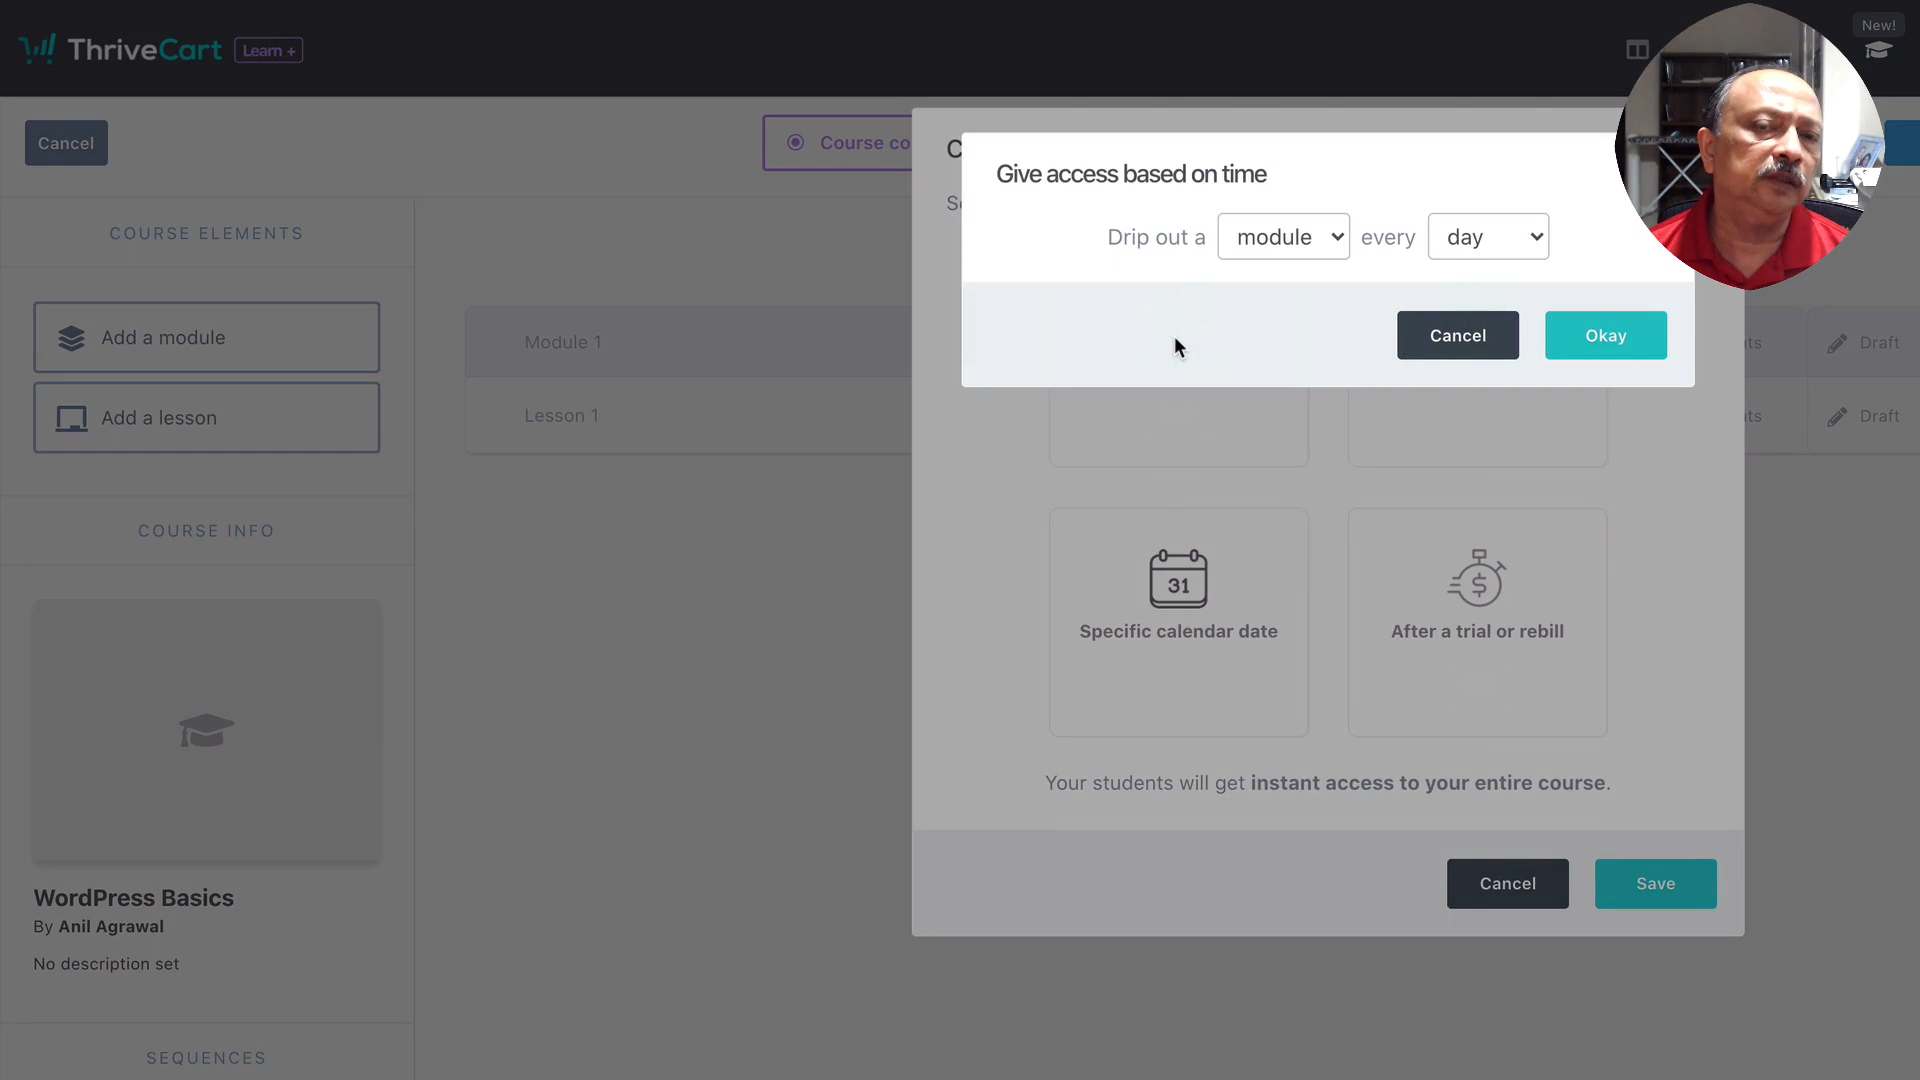 ThriveCart Learn +
New!
Cancel
Course co
C
Give access based on time
S
Drip out a module every day
Cancel
Okay
COURSE ELEMENTS
Add a module
Add a lesson
Module 1
Draft
Lesson 1
Draft
31
Specific calendar date
$
After a trial or rebill
Your students will get instant access to your entire course.
Cancel
Save
COURSE INFO
WordPress Basics
By Anil Agrawal
No description set
SEQUENCES